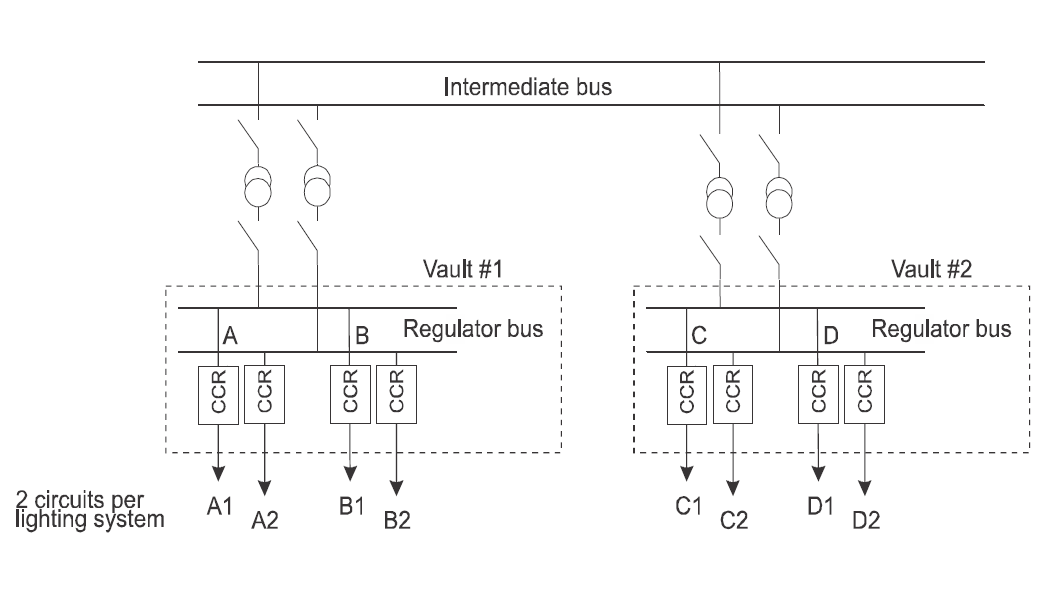 Intermediate bus
Vault #1
Vault #2
A
B
Regulator bus
C
D
Regulator bus
CCR
CCR
CCR
CCR
CCR
CCR
CCR
CCR
2 circuits per
lighting system
A1
A2
B1
B2
C1
C2
D1
D2